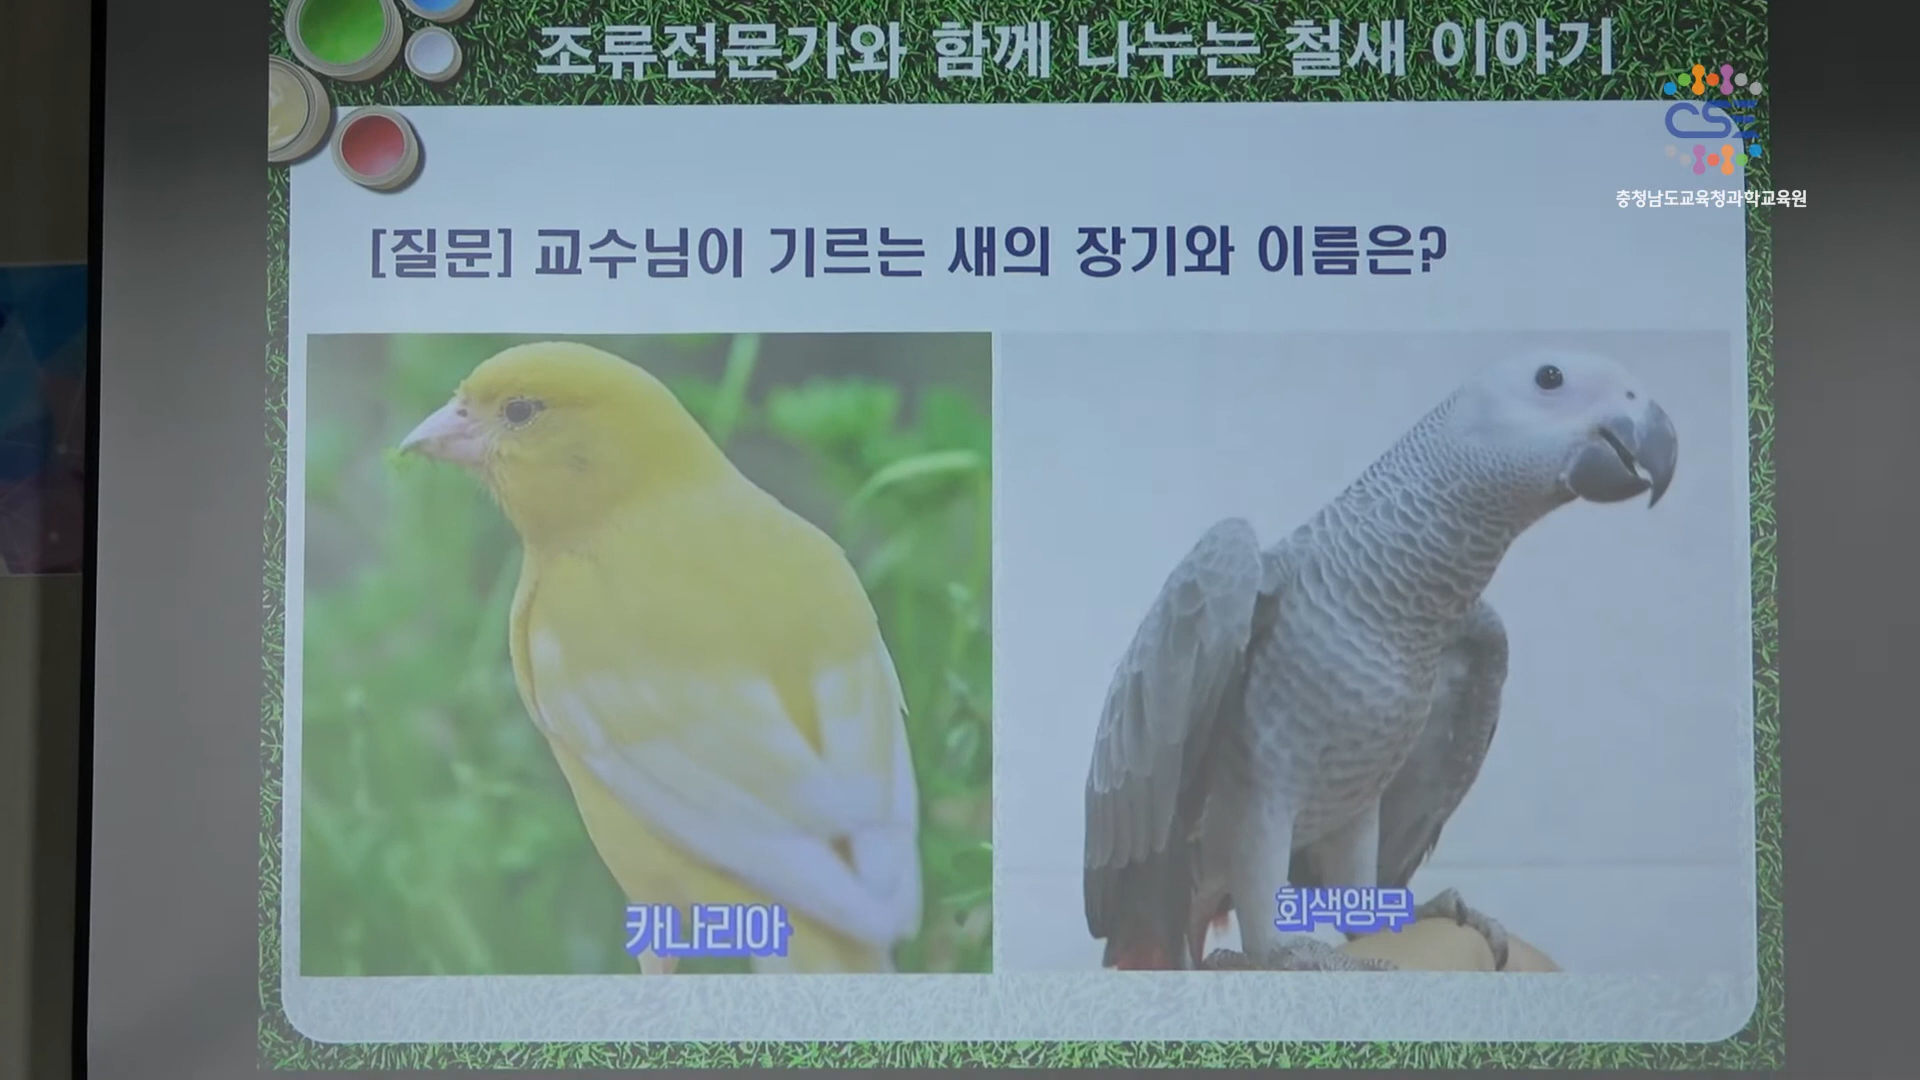 조류전문가와 함께 나누는 철새 이야기
CSE
충청남도교육청과학교육원
[질문] 교수님이 기르는 새의 장기와 이름은?
카나리아
회색앵무